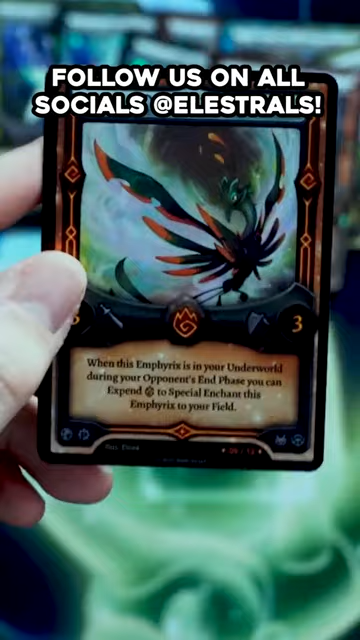 FOLLOW US ON ALL
SOCIALS @ELESTRALS!
3
When this Emphyrix is in your Underworld
during your Opponent's End Phase you can
Expend to Special Enchant this
Emphyrix to your Field.